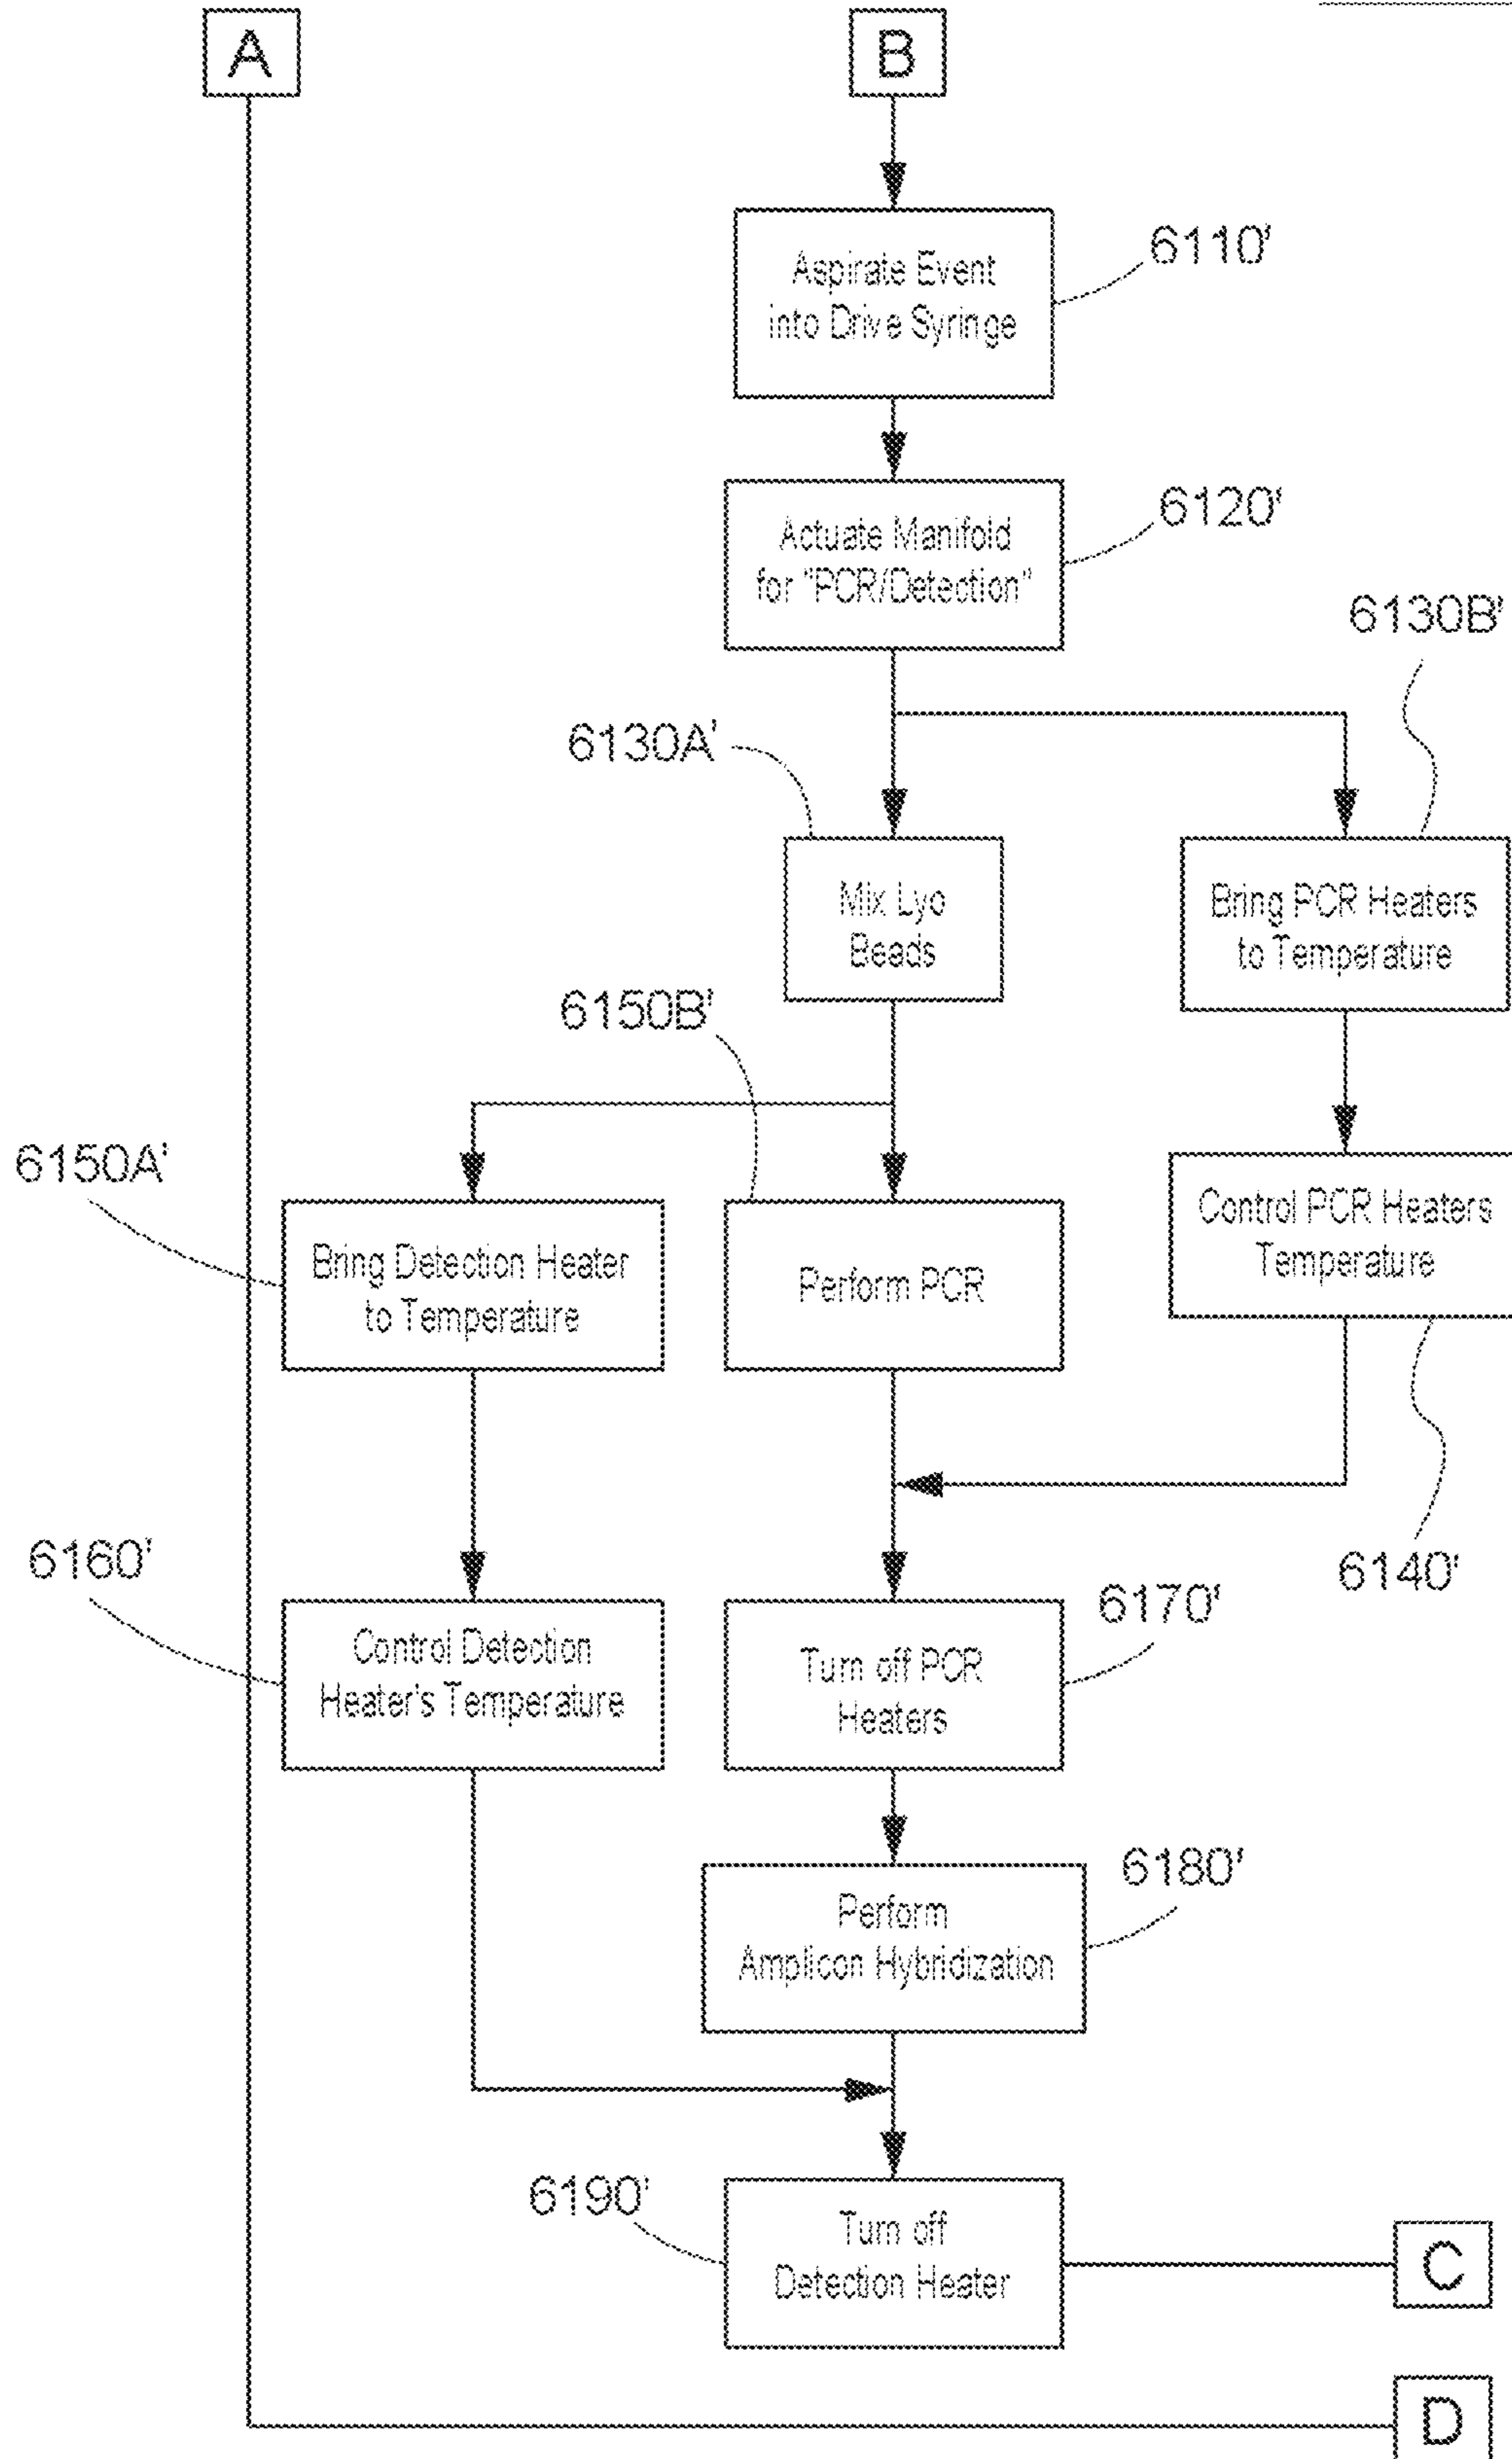 A
B
Aspirate Event
into Drive Syringe
6110'
Actuate Manifold
for "PCR/Detection"
6120'
6130B'
6130A'
Mix Lyo
Beads
Bring PCR Heaters
to Temperature
6150B'
6150A'
Bring Detection Heater
to Temperature
Perform PCR
Control PCR Heaters
Temperature
6160'
6140'
Control Detection
Heater's Temperature
Turn off PCR
Heaters
6170'
Perform
Amplicon Hybridization
6180'
6190'
Turn off
Detection Heater
C
D